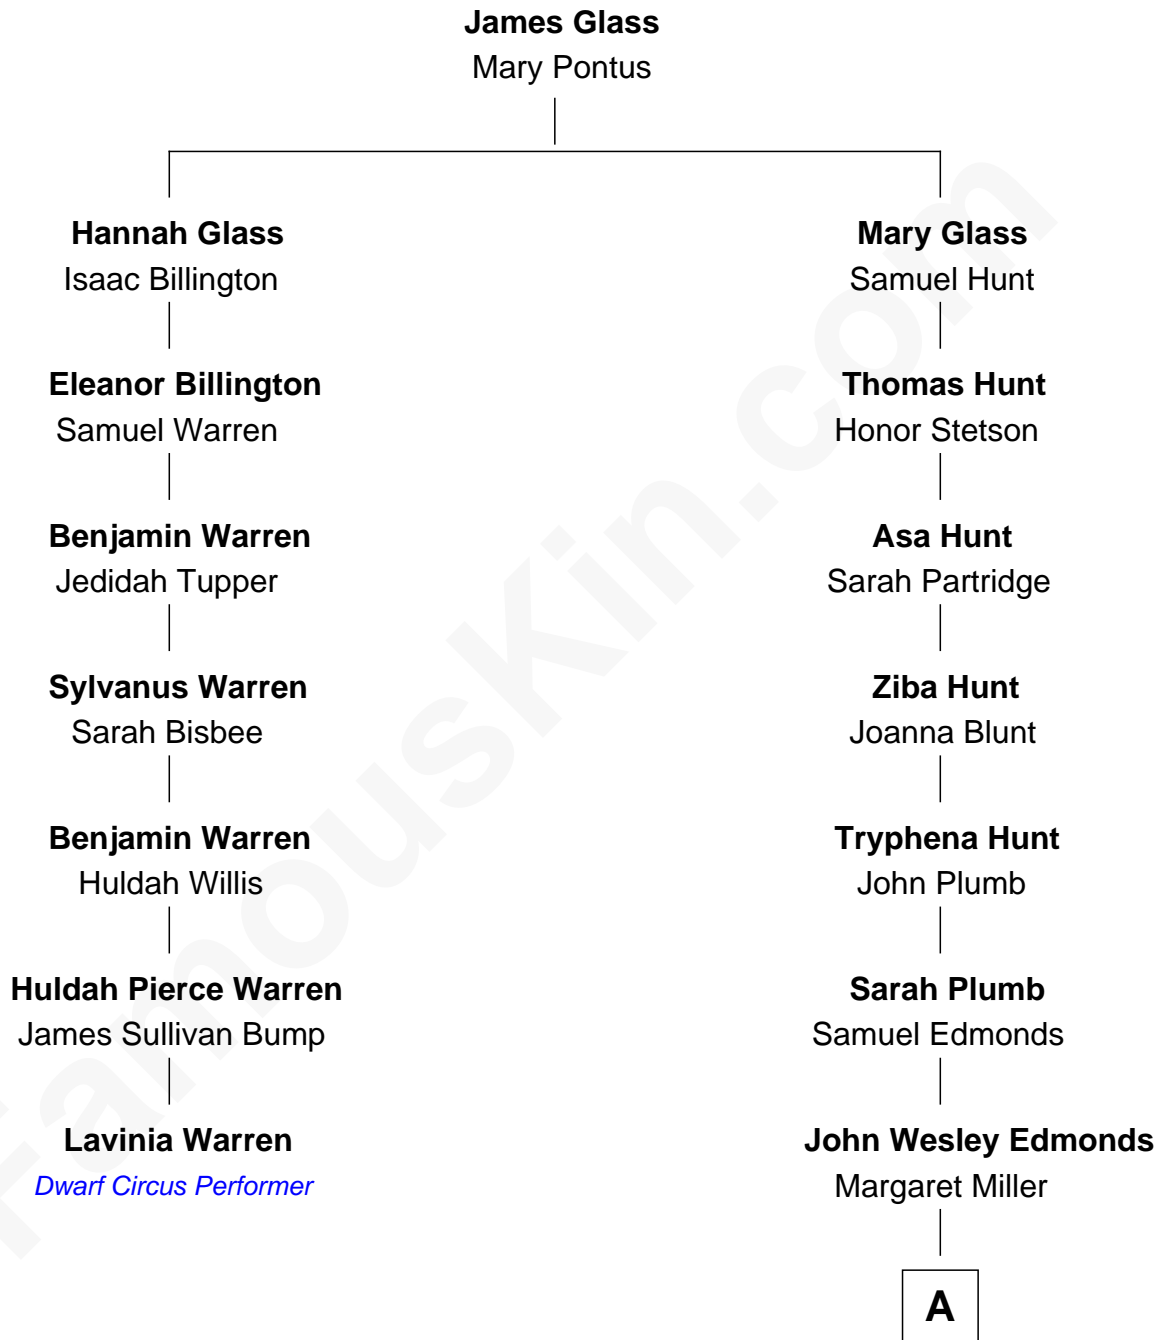 James Glass
Mary Pontus
Hannah Glass
Isaac Billington
Mary Glass
Samuel Hunt
Eleanor Billington
Samuel Warren
Thomas Hunt
Honor Stetson
Benjamin Warren
Jedidah Tupper
Asa Hunt
Sarah Partridge
Sylvanus Warren
Sarah Bisbee
Ziba Hunt
Joanna Blunt
Benjamin Warren
Huldah Willis
Tryphena Hunt
John Plumb
Huldah Pierce Warren
James Sullivan Bump
Sarah Plumb
Samuel Edmonds
Lavinia Warren
Dwarf Circus Performer
John Wesley Edmonds
Margaret Miller
A
FamousKin.com